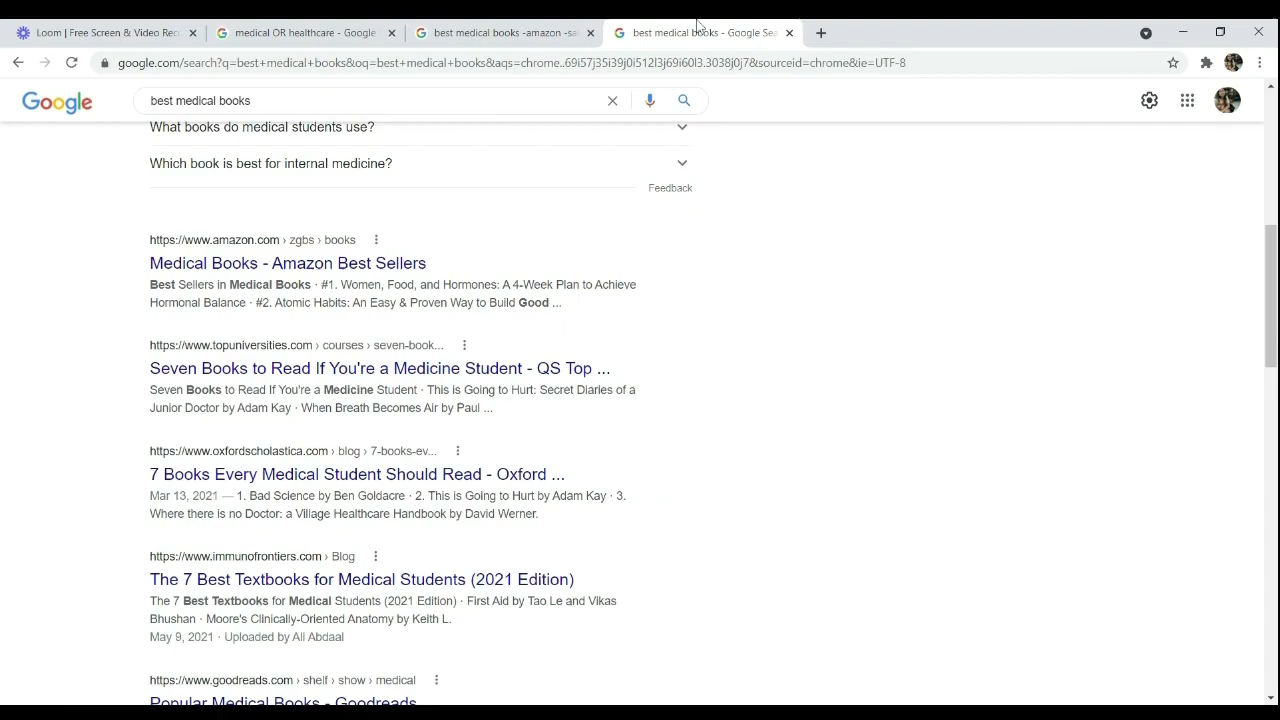 Loom | Free Screen & Video Rec
medical OR healthcare - Google
best medical books -amazon -sa
best medical books - Google Sea
google.com/search?q=best+medical+books&oq=best+medical+books&aqs=chrome..69i57j35i39j0i512l3j69i60l3.3038j0j7&sourceid=chrome&ie=UTF-8
Google
best medical books
What books do medical students use?
Which book is best for internal medicine?
Feedback
https://www.amazon.com › zgbs › books
Medical Books - Amazon Best Sellers
Best Sellers in Medical Books · #1. Women, Food, and Hormones: A 4-Week Plan to Achieve
Hormonal Balance · #2. Atomic Habits: An Easy & Proven Way to Build Good ...
https://www.topuniversities.com › courses › seven-book...
Seven Books to Read If You're a Medicine Student - QS Top ...
Seven Books to Read If You're a Medicine Student · This is Going to Hurt: Secret Diaries of a
Junior Doctor by Adam Kay · When Breath Becomes Air by Paul ...
https://www.oxfordscholastica.com › blog › 7-books-ev...
7 Books Every Medical Student Should Read - Oxford ...
Mar 13, 2021 — 1. Bad Science by Ben Goldacre · 2. This is Going to Hurt by Adam Kay · 3.
Where there is no Doctor: a Village Healthcare Handbook by David Werner.
https://www.immunofrontiers.com › Blog
The 7 Best Textbooks for Medical Students (2021 Edition)
The 7 Best Textbooks for Medical Students (2021 Edition) · First Aid by Tao Le and Vikas
Bhushan · Moore's Clinically-Oriented Anatomy by Keith L.
May 9, 2021 · Uploaded by Ali Abdaal
https://www.goodreads.com › shelf › show › medical
Popular Medical Books - Goodreads